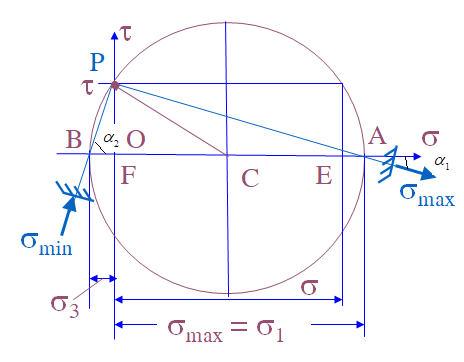 τ
P
τ
B α₂ O A σ
α₁
F C E
σmax
σmin
σ₃ σ
σmax = σ₁